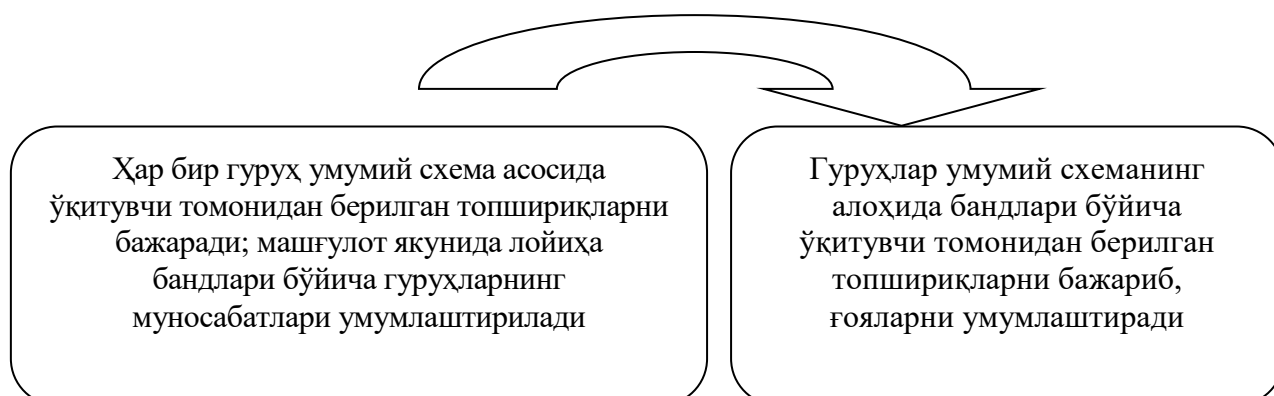 Ҳар бир гуруҳ умумий схема асосида
ўқитувчи томонидан берилган топшириқларни
бажаради; машғулот якунида лойиҳа
бандлари бўйича гуруҳларнинг
муносабатлари умумлаштирилади
Гуруҳлар умумий схеманинг
алоҳида бандлари бўйича
ўқитувчи томонидан берилган
топшириқларни бажариб,
ғояларни умумлаштиради